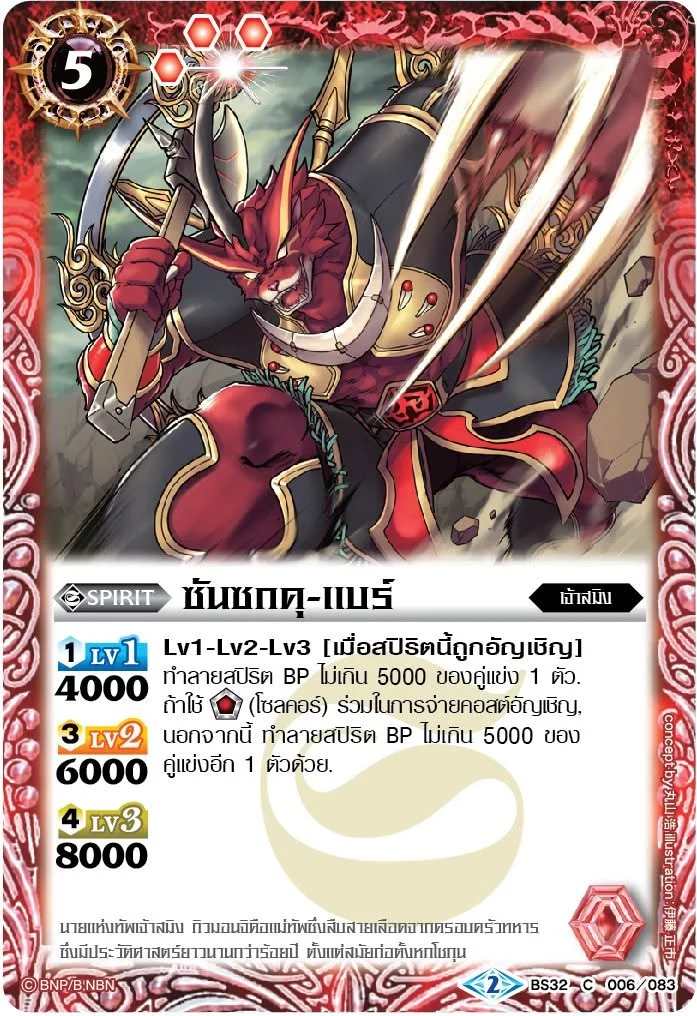 5
SPIRIT
ซันซกคุ-แบร์
เจ้าสมิง
1 LV1
4000
3 LV2
6000
4 LV3
8000
Lv1-Lv2-Lv3 [เมื่อสปิริตนี้ถูกอัญเชิญ]
ทำลายสปิริต BP ไม่เกิน 5000 ของคู่แข่ง 1 ตัว.
ถ้าใช้ (โซลคอร์) ร่วมในการจ่ายคอสต์อัญเชิญ,
นอกจากนี้ ทำลายสปิริต BP ไม่เกิน 5000 ของ
คู่แข่งอีก 1 ตัวด้วย.
concept by 丸山 浩 illustration : 伊藤 正市
นายแห่งทัพเจ้าสมิง กิวมอนจิคือแม่ทัพซึ่งสืบสายเลือดจากครอบครัวทหาร
ซึ่งมีประวัติศาสตร์ยาวนานกว่าร้อยปี ตั้งแต่สมัยก่อตั้งหกโชกุน
©BNP/B,NBN
2
BS32 C 006/083